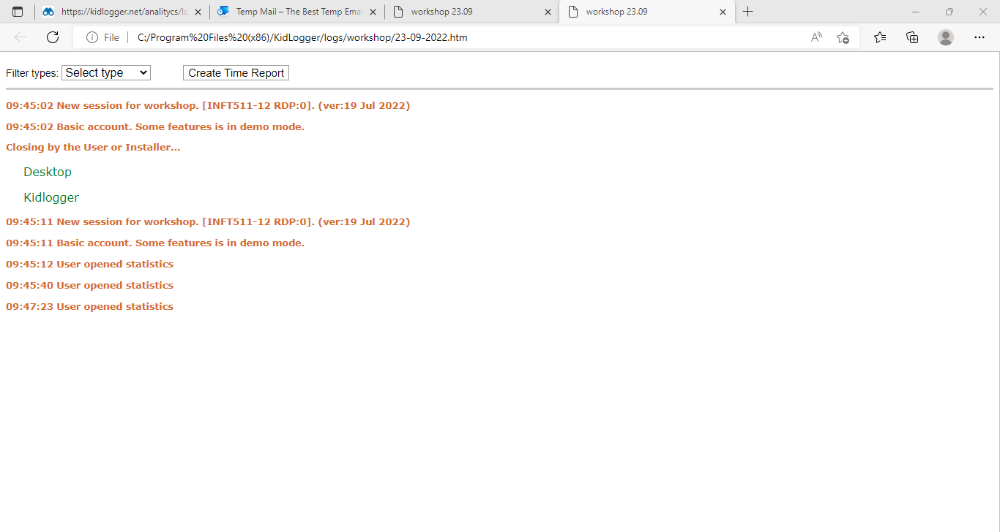 https://kidlogger.net/analitycs/lo
Temp Mail – The Best Temp Ema
workshop 23.09
workshop 23.09
File
C:/Program%20Files%20(x86)/KidLogger/logs/workshop/23-09-2022.htm
Filter types: Select type Create Time Report
09:45:02 New session for workshop. [INFT511-12 RDP:0]. (ver:19 Jul 2022)
09:45:02 Basic account. Some features is in demo mode.
Closing by the User or Installer...
Desktop
Kidlogger
09:45:11 New session for workshop. [INFT511-12 RDP:0]. (ver:19 Jul 2022)
09:45:11 Basic account. Some features is in demo mode.
09:45:12 User opened statistics
09:45:40 User opened statistics
09:47:23 User opened statistics